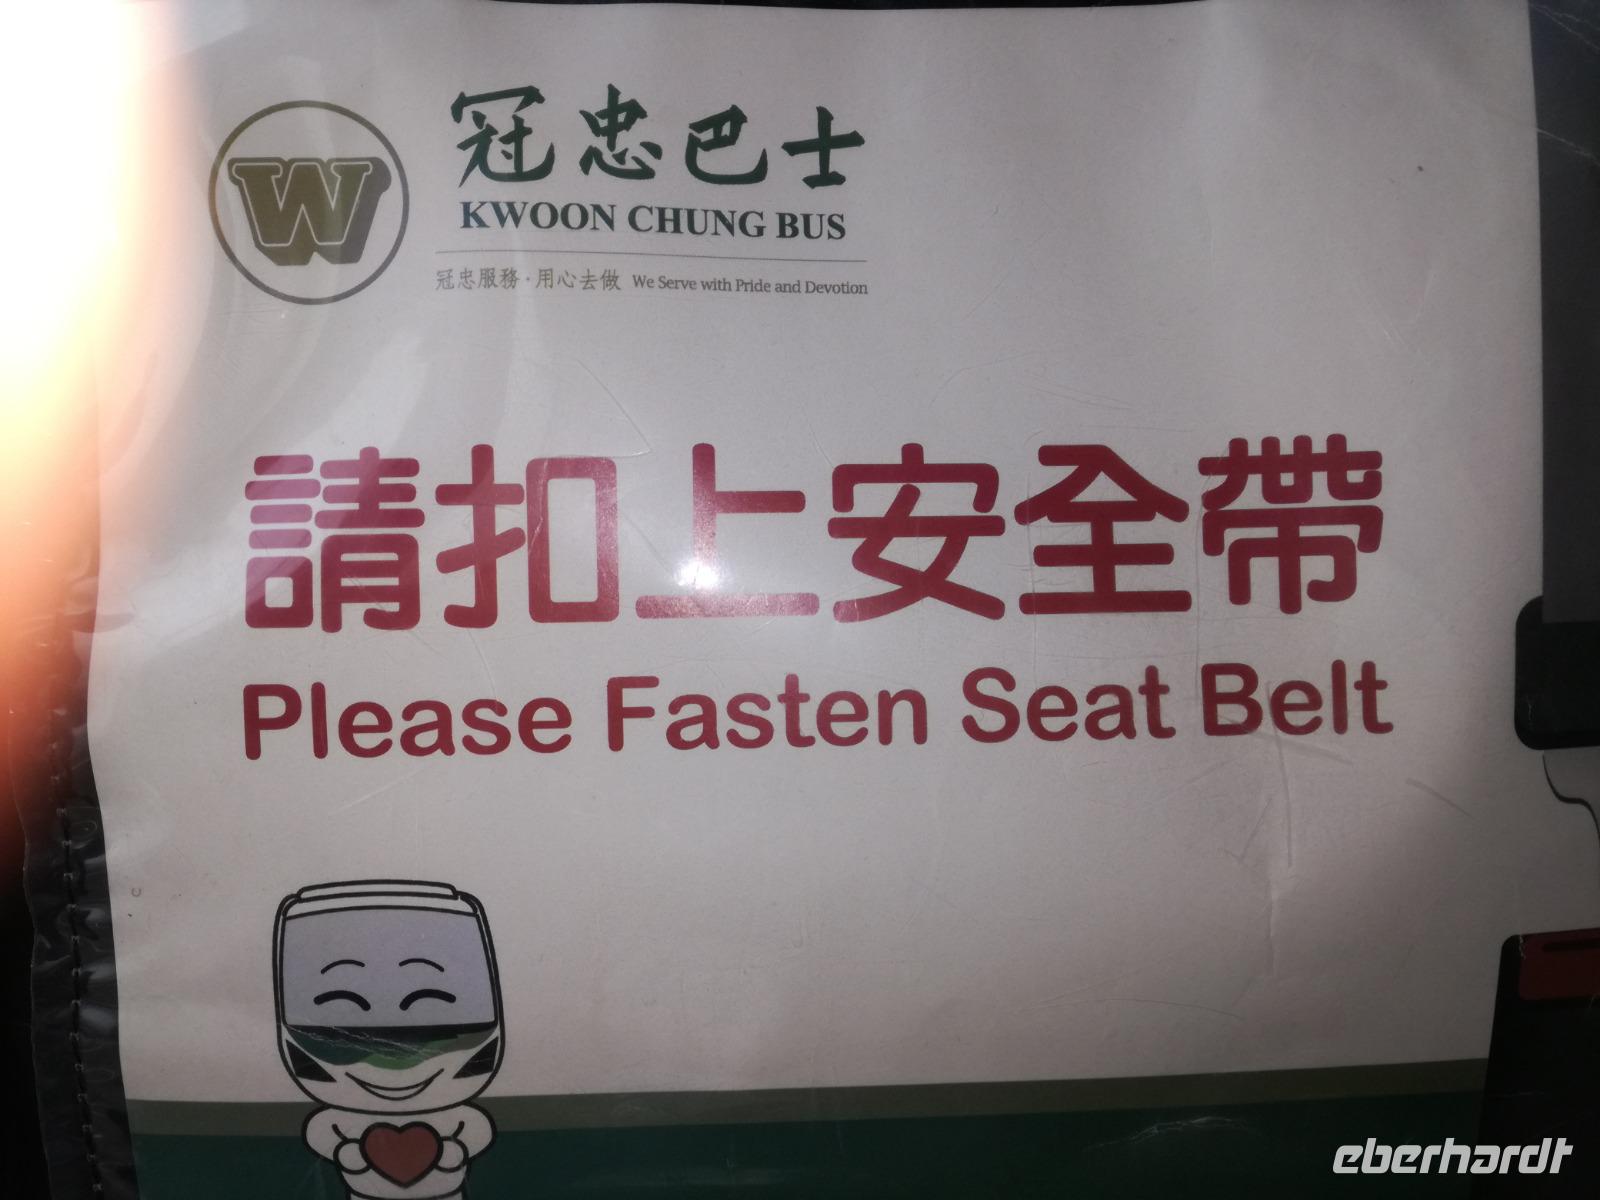 W
冠忠巴士
KWOON CHUNG BUS
冠忠服務·用心去做 We Serve with Pride and Devotion
請扣上安全帶
Please Fasten Seat Belt
eberhardt